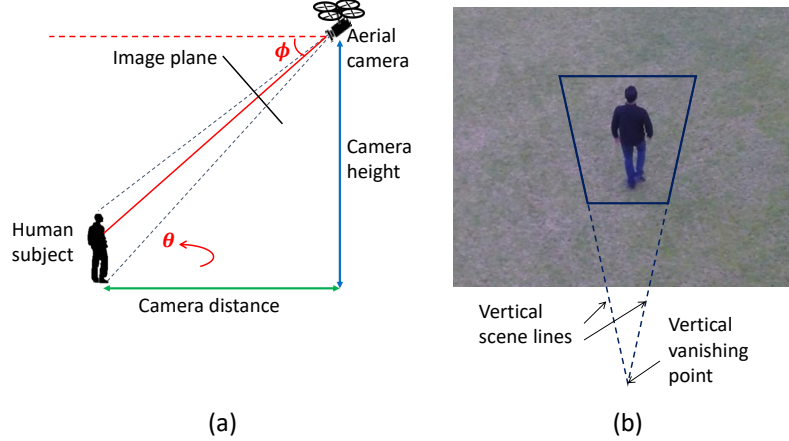 ϕ
Aerial
camera
Image plane
Camera
height
Human
subject
θ
Camera distance
Vertical
scene lines
Vertical
vanishing
point
(a)
(b)